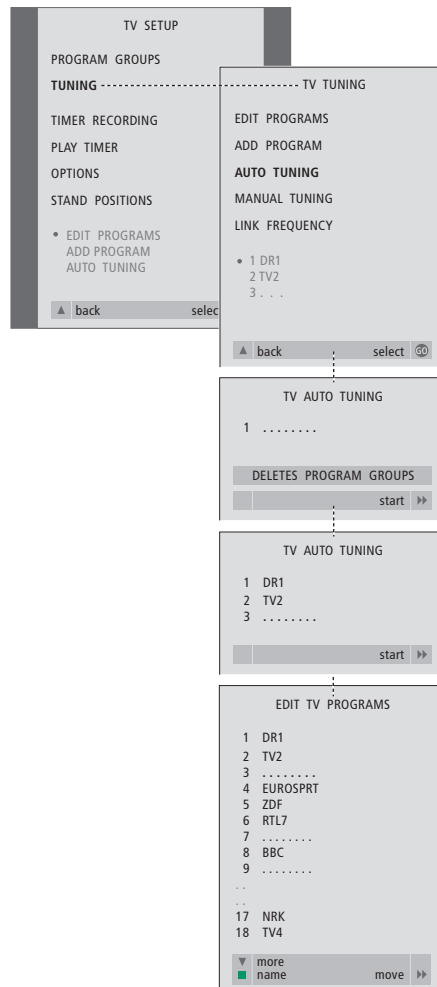 TV SETUP
PROGRAM GROUPS
TUNING
TIMER RECORDING
PLAY TIMER
OPTIONS
STAND POSITIONS
• EDIT PROGRAMS
ADD PROGRAM
AUTO TUNING
▲ back selec
TV TUNING
EDIT PROGRAMS
ADD PROGRAM
AUTO TUNING
MANUAL TUNING
LINK FREQUENCY
• 1 DR1
2 TV2
3 . . .
▲ back select GO
TV AUTO TUNING
1 . . . . . . . .
DELETES PROGRAM GROUPS
start
TV AUTO TUNING
1 DR1
2 TV2
3 . . . . . . . .
start
EDIT TV PROGRAMS
1 DR1
2 TV2
3 . . . . . . . .
4 EUROSPRT
5 ZDF
6 RTL7
7 . . . . . . . .
8 BBC
9 . . . . . . . .
. .
. .
17 NRK
18 TV4
▼ more
name move